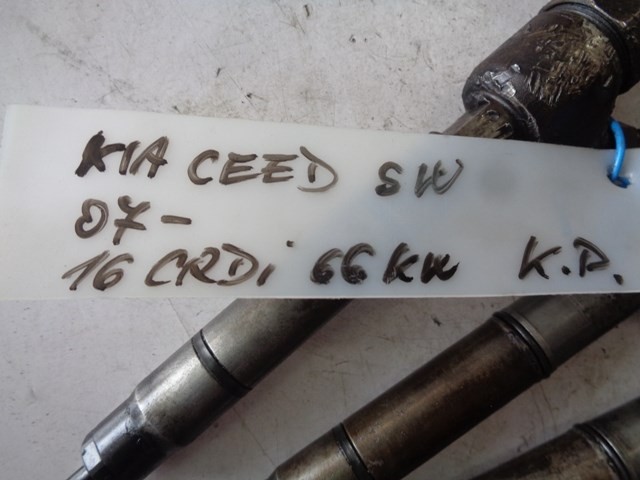 KIA CEED SW
07-
16 CRDi 66 KW K.D.